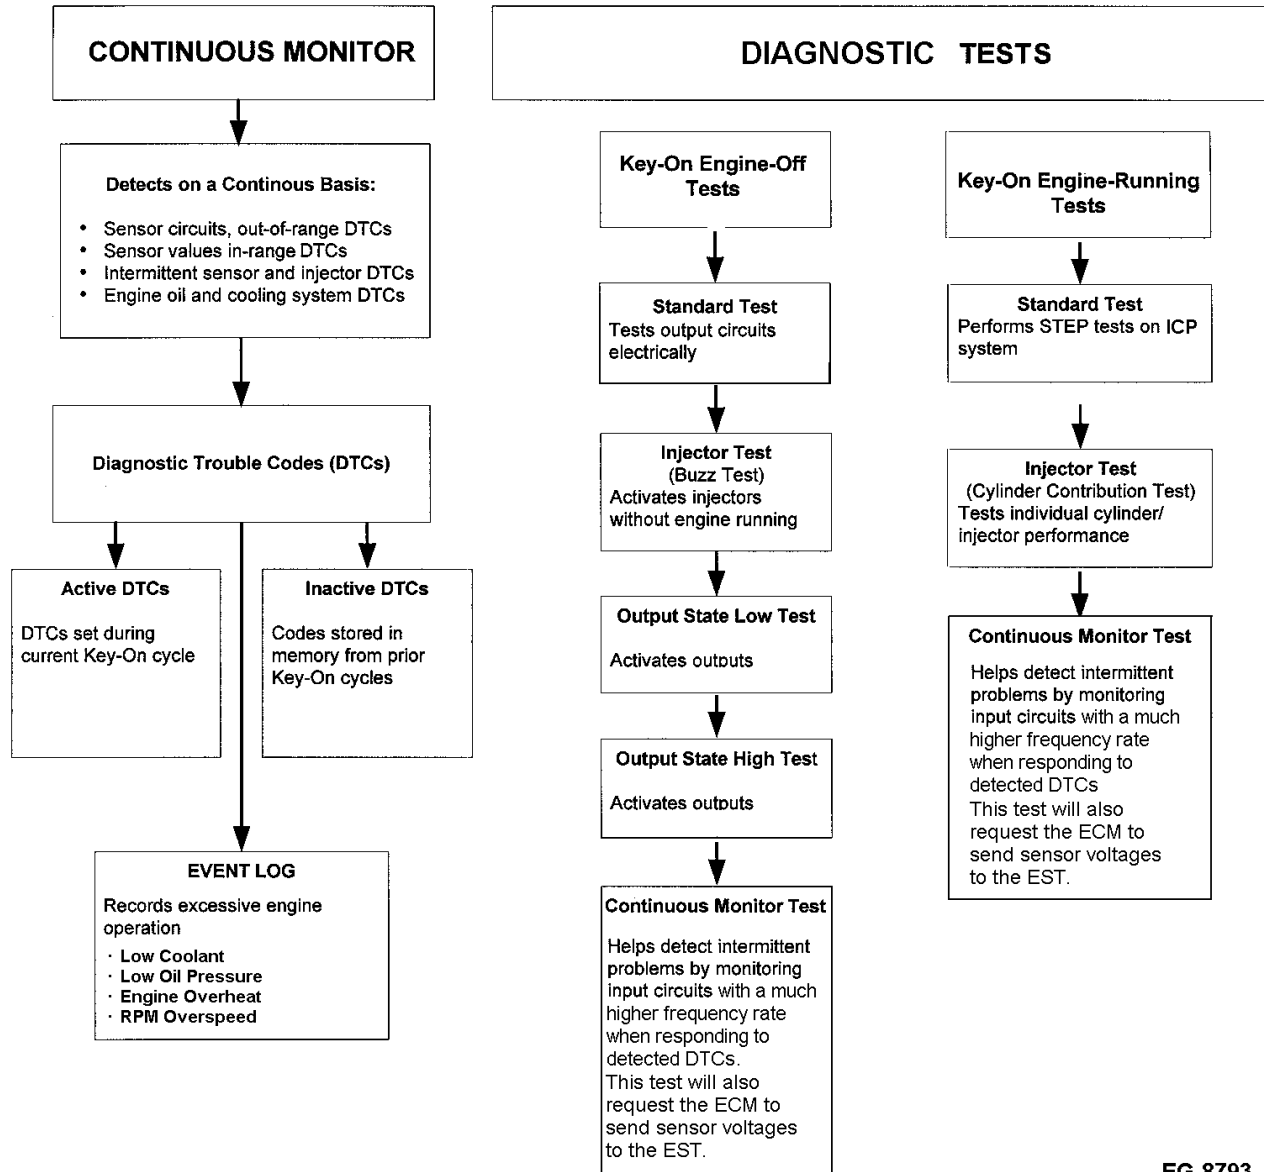 CONTINUOUS MONITOR
Detects on a Continous Basis:
• Sensor circuits, out-of-range DTCs
• Sensor values in-range DTCs
• Intermittent sensor and injector DTCs
• Engine oil and cooling system DTCs
Diagnostic Trouble Codes (DTCs)
Active DTCs
DTCs set during
current Key-On cycle
Inactive DTCs
Codes stored in
memory from prior
Key-On cycles
EVENT LOG
Records excessive engine
operation
· Low Coolant
· Low Oil Pressure
· Engine Overheat
· RPM Overspeed
DIAGNOSTIC TESTS
Key-On Engine-Off
Tests
Standard Test
Tests output circuits
electrically
Injector Test
(Buzz Test)
Activates injectors
without engine running
Output State Low Test
Activates outputs
Output State High Test
Activates outputs
Continuous Monitor Test
Helps detect intermittent
problems by monitoring
input circuits with a much
higher frequency rate
when responding to
detected DTCs.
This test will also
request the ECM to
send sensor voltages
to the EST.
Key-On Engine-Running
Tests
Standard Test
Performs STEP tests on ICP
system
Injector Test
(Cylinder Contribution Test)
Tests individual cylinder/
injector performance
Continuous Monitor Test
Helps detect intermittent
problems by monitoring
input circuits with a much
higher frequency rate
when responding to
detected DTCs
This test will also
request the ECM to
send sensor voltages
to the EST.
EG-8793